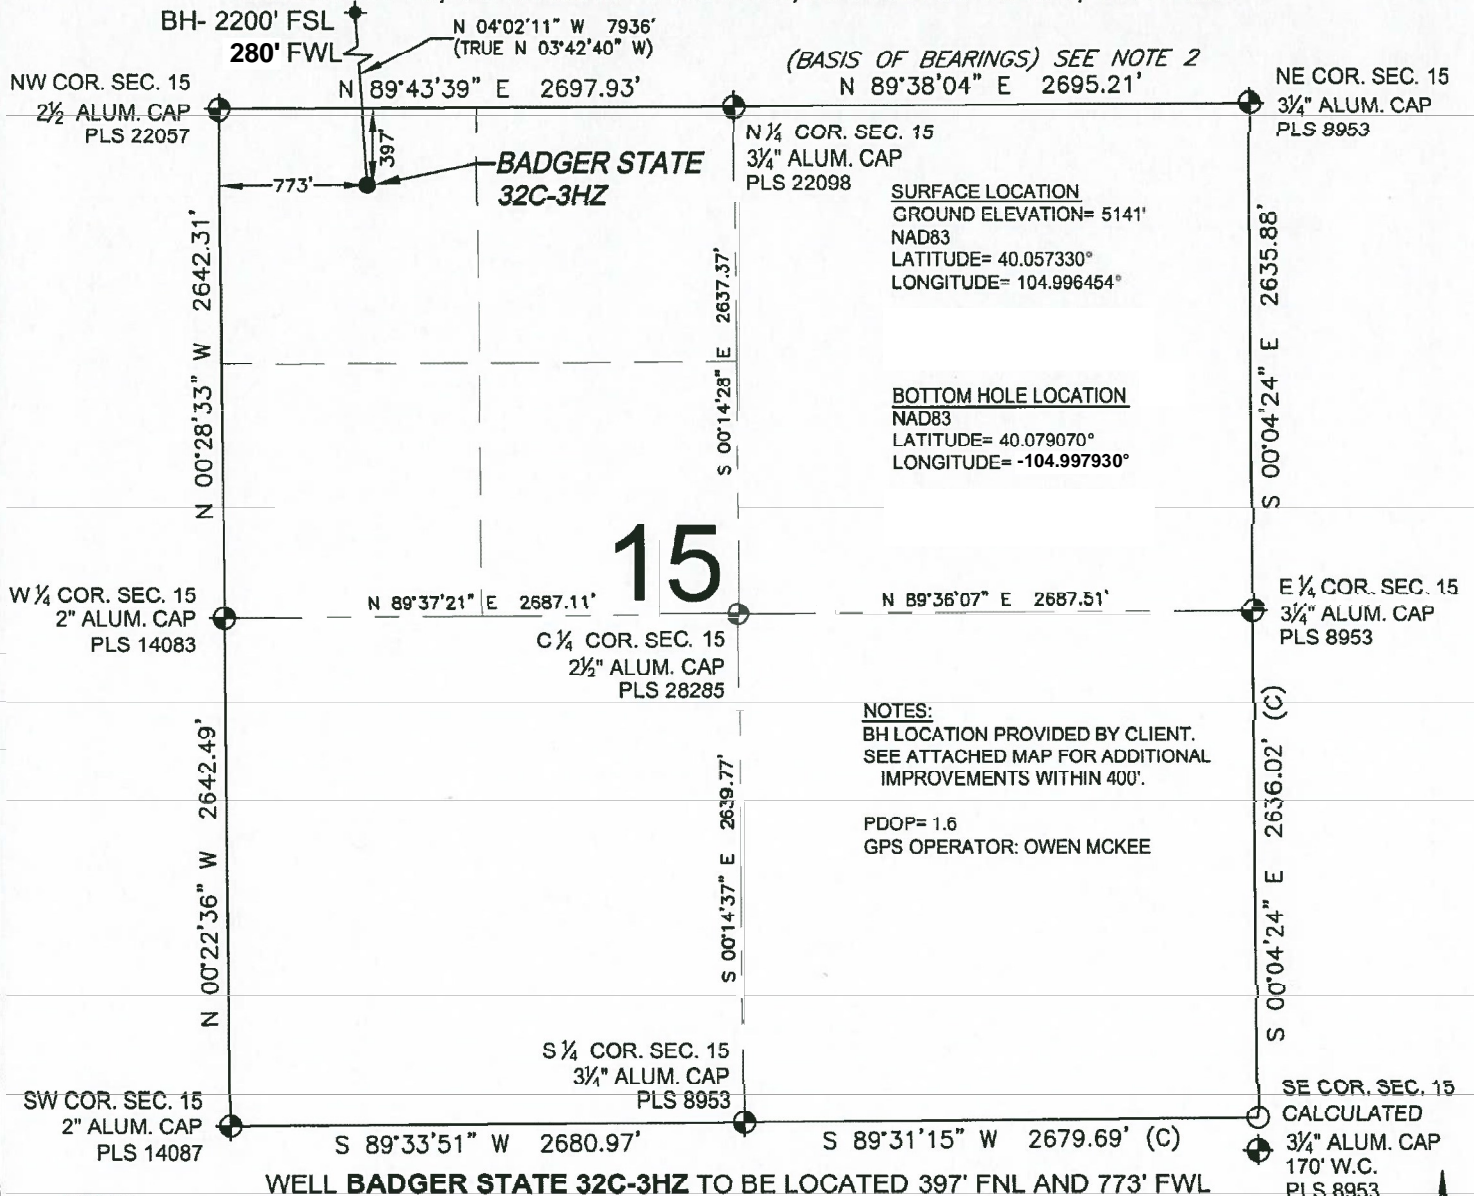 BH- 2200' FSL
280' FWL
N 04°02'11" W 7936'
(TRUE N 03°42'40" W)
(BASIS OF BEARINGS) SEE NOTE 2
N 89°43'39" E 2697.93'
N 89°38'04" E 2695.21'
NW COR. SEC. 15
2½ ALUM. CAP
PLS 22057
NE COR. SEC. 15
3¼" ALUM. CAP
PLS 8953
N ¼ COR. SEC. 15
3¼" ALUM. CAP
PLS 22098
397'
773'
BADGER STATE
32C-3HZ
SURFACE LOCATION
GROUND ELEVATION= 5141'
NAD83
LATITUDE= 40.057330°
LONGITUDE= 104.996454°
N 00°28'33" W 2642.31'
S 00°14'28" E 2637.37'
S 00°04'24" E 2635.88'
BOTTOM HOLE LOCATION
NAD83
LATITUDE= 40.079070°
LONGITUDE= -104.997930°
15
W ¼ COR. SEC. 15
2" ALUM. CAP
PLS 14083
N 89°37'21" E 2687.11'
N 89°36'07" E 2687.51'
E ¼ COR. SEC. 15
3¼" ALUM. CAP
PLS 8953
C ¼ COR. SEC. 15
2½" ALUM. CAP
PLS 28285
NOTES:
BH LOCATION PROVIDED BY CLIENT.
SEE ATTACHED MAP FOR ADDITIONAL
IMPROVEMENTS WITHIN 400'.
PDOP= 1.6
GPS OPERATOR: OWEN MCKEE
N 00°22'36" W 2642.49'
S 00°14'37" E 2639.77'
S 00°04'24" E 2636.02' (C)
S ¼ COR. SEC. 15
3¼" ALUM. CAP
PLS 8953
SW COR. SEC. 15
2" ALUM. CAP
PLS 14087
SE COR. SEC. 15
CALCULATED
3¼" ALUM. CAP
170' W.C.
PLS 8953
S 89°33'51" W 2680.97'
S 89°31'15" W 2679.69' (C)
WELL BADGER STATE 32C-3HZ TO BE LOCATED 397' FNL AND 773' FWL